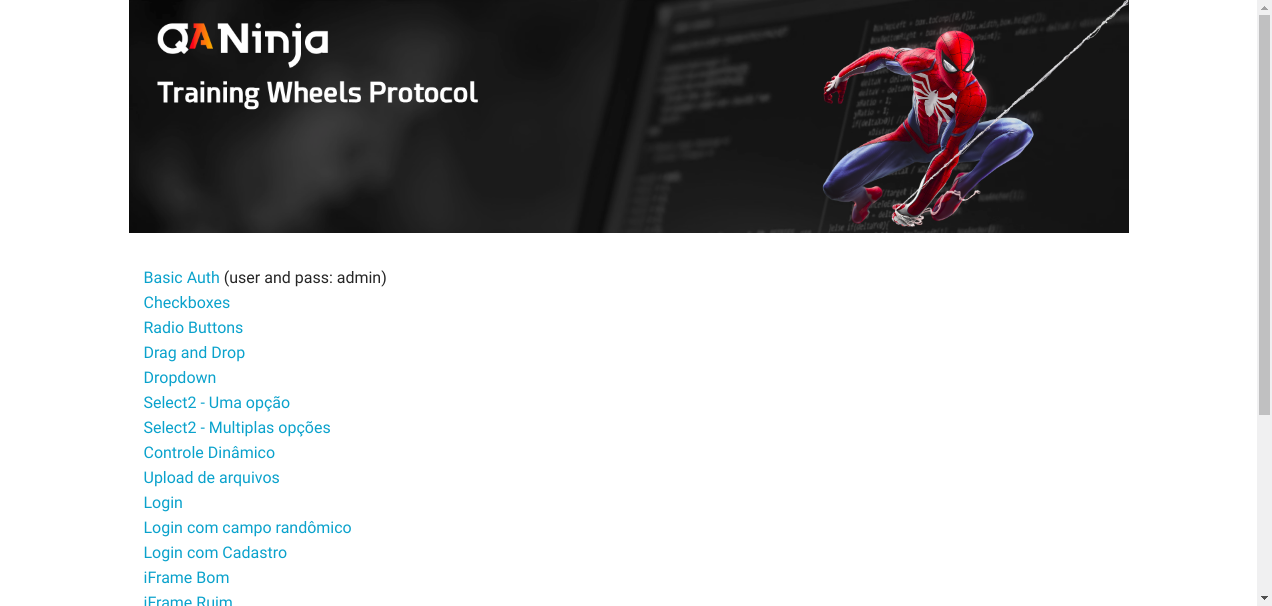 QA Ninja
Training Wheels Protocol
Basic Auth (user and pass: admin)
Checkboxes
Radio Buttons
Drag and Drop
Dropdown
Select2 - Uma opção
Select2 - Multiplas opções
Controle Dinâmico
Upload de arquivos
Login
Login com campo randômico
Login com Cadastro
iFrame Bom
iFrame Ruim